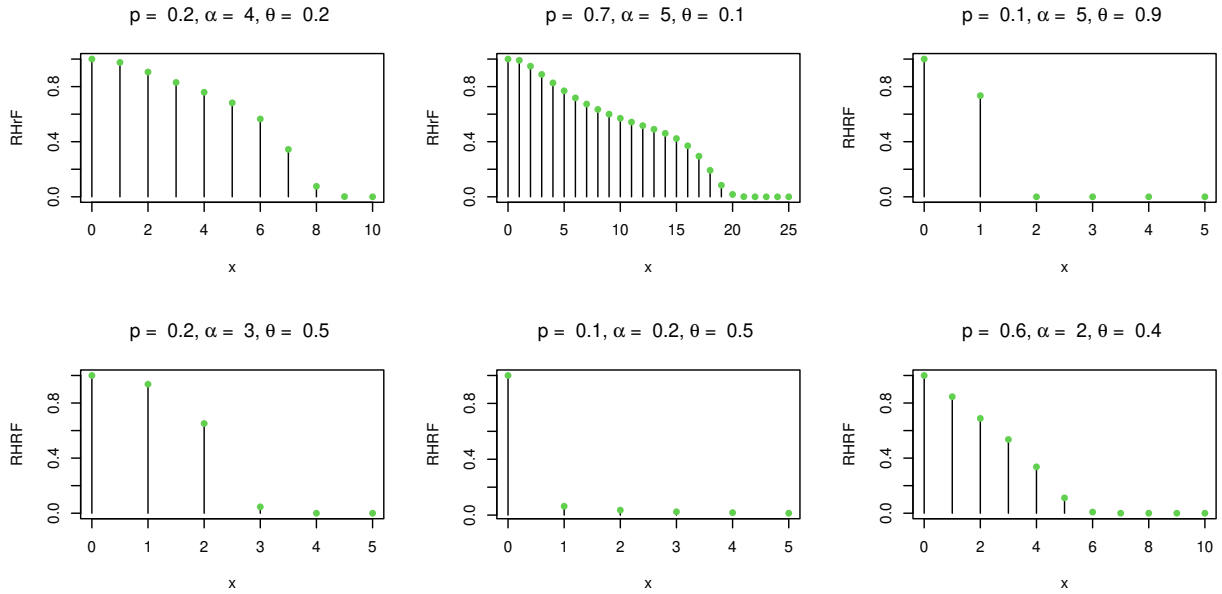 p = 0.2, α = 4, θ = 0.2
RHrF
0.0 0.4 0.8
0 2 4 6 8 10
x
p = 0.7, α = 5, θ = 0.1
RHrF
0.0 0.4 0.8
0 5 10 15 20 25
x
p = 0.1, α = 5, θ = 0.9
RHRF
0.0 0.4 0.8
0 1 2 3 4 5
x
p = 0.2, α = 3, θ = 0.5
RHRF
0.0 0.4 0.8
0 1 2 3 4 5
x
p = 0.1, α = 0.2, θ = 0.5
RHRF
0.0 0.4 0.8
0 1 2 3 4 5
x
p = 0.6, α = 2, θ = 0.4
RHRF
0.0 0.4 0.8
0 2 4 6 8 10
x